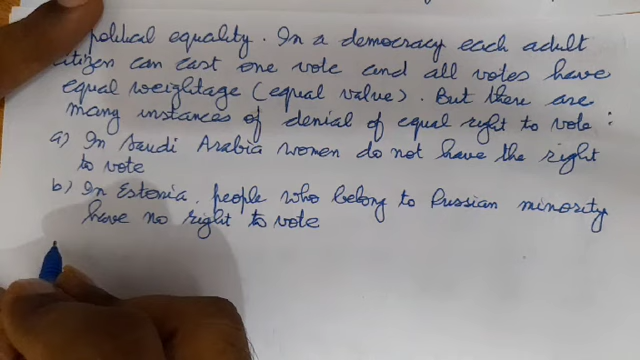 political equality. In a democracy each adult
citizen can cast one vote and all votes have
equal weightage (equal value). But there are
many instances of denial of equal right to vote:
a) In Saudi Arabia women do not have the right
to vote
b) In Estonia, people who belong to Russian minority
have no right to vote